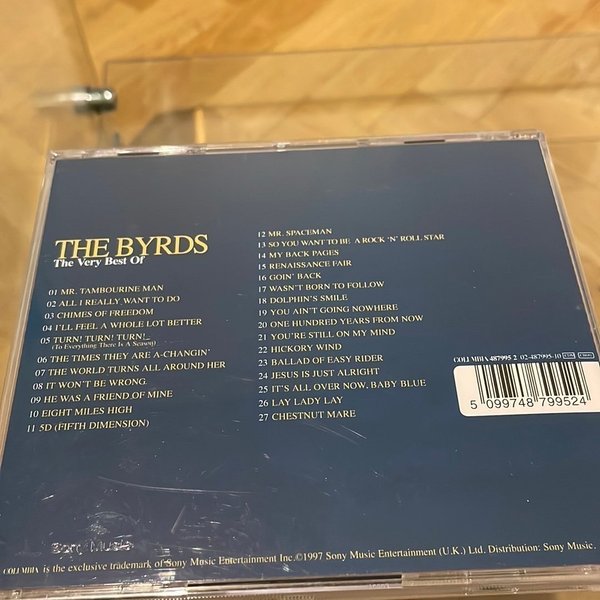 THE BYRDS
The Very Best Of
01 MR. TAMBOURINE MAN
02 ALL I REALLY WANT TO DO
03 CHIMES OF FREEDOM
04 I'LL FEEL A WHOLE LOT BETTER
05 TURN! TURN! TURN!
(To Everything There Is A Season)
06 THE TIMES THEY ARE A-CHANGIN'
07 THE WORLD TURNS ALL AROUND HER
08 IT WON'T BE WRONG
09 HE WAS A FRIEND OF MINE
10 EIGHT MILES HIGH
11 5D (FIFTH DIMENSION)
12 MR. SPACEMAN
13 SO YOU WANT TO BE A ROCK 'N' ROLL STAR
14 MY BACK PAGES
15 RENAISSANCE FAIR
16 GOIN' BACK
17 WASN'T BORN TO FOLLOW
18 DOLPHIN'S SMILE
19 YOU AIN'T GOING NOWHERE
20 ONE HUNDRED YEARS FROM NOW
21 YOU'RE STILL ON MY MIND
22 HICKORY WIND
23 BALLAD OF EASY RIDER
24 JESUS IS JUST ALRIGHT
25 IT'S ALL OVER NOW, BABY BLUE
26 LAY LADY LAY
27 CHESTNUT MARE
COLUMBIA 487995 2 02-487995-10
5 099748 799524
Sony Music
COLUMBIA is the exclusive trademark of Sony Music Entertainment Inc.©1997 Sony Music Entertainment (U.K.) Ltd. Distribution: Sony Music.